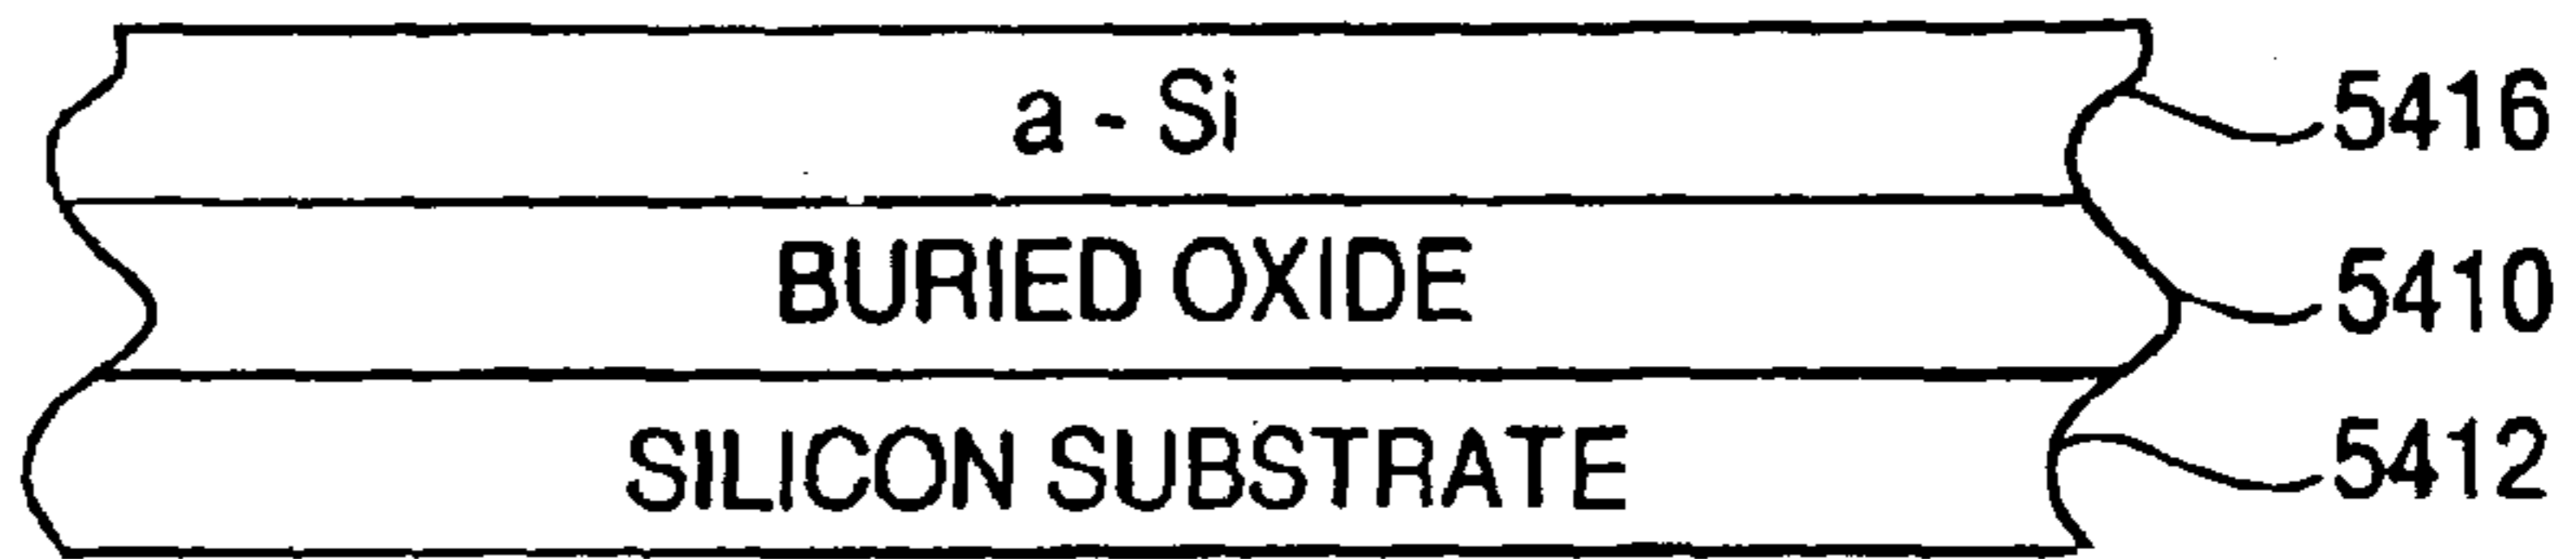 a - Si 5416
BURIED OXIDE 5410
SILICON SUBSTRATE 5412